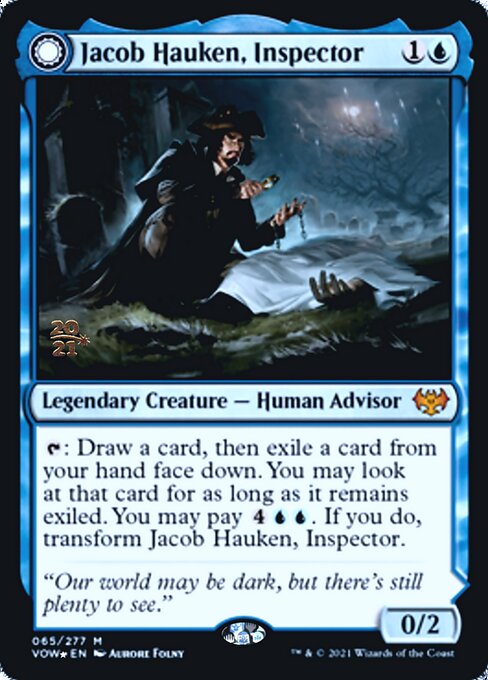 Jacob Hauken, Inspector 1
20
21
Legendary Creature — Human Advisor
: Draw a card, then exile a card from
your hand face down. You may look
at that card for as long as it remains
exiled. You may pay 4. If you do,
transform Jacob Hauken, Inspector.
“Our world may be dark, but there’s still
plenty to see.”
0/2
065/277 M
VOW★EN AURORE FOLNY
™ & © 2021 Wizards of the Coast